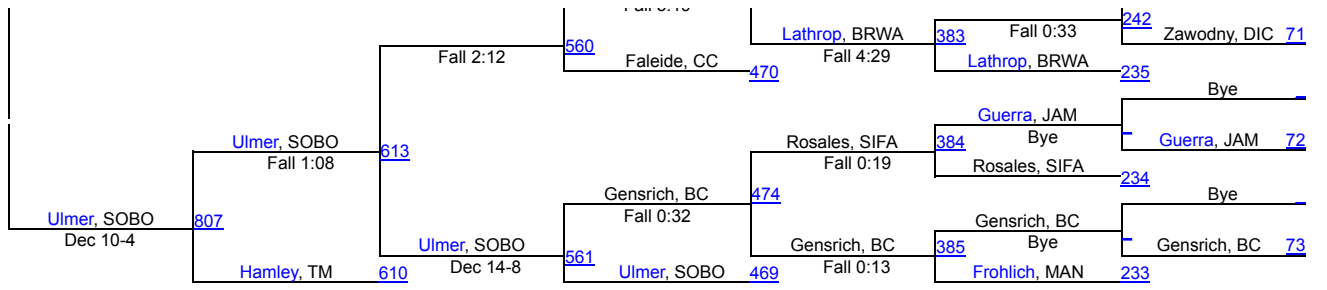 242
Lathrop, BRWA
383
Fall 0:33
Zawodny, DIC 71
560
Fall 2:12
Fall 4:29
Faleide, CC
470
Lathrop, BRWA
235
Bye
Guerra, JAM
Bye
Ulmer, SOBO
613
Fall 1:08
Rosales, SIFA
384
Guerra, JAM 72
Fall 0:19
Rosales, SIFA
234
Gensrich, BC
474
Bye
Fall 0:32
Ulmer, SOBO
807
Gensrich, BC
Dec 10-4
Ulmer, SOBO
561
Gensrich, BC
385
Bye
Gensrich, BC 73
Dec 14-8
Fall 0:13
Hamley, TM
610
Ulmer, SOBO
469
Frohlich, MAN
233